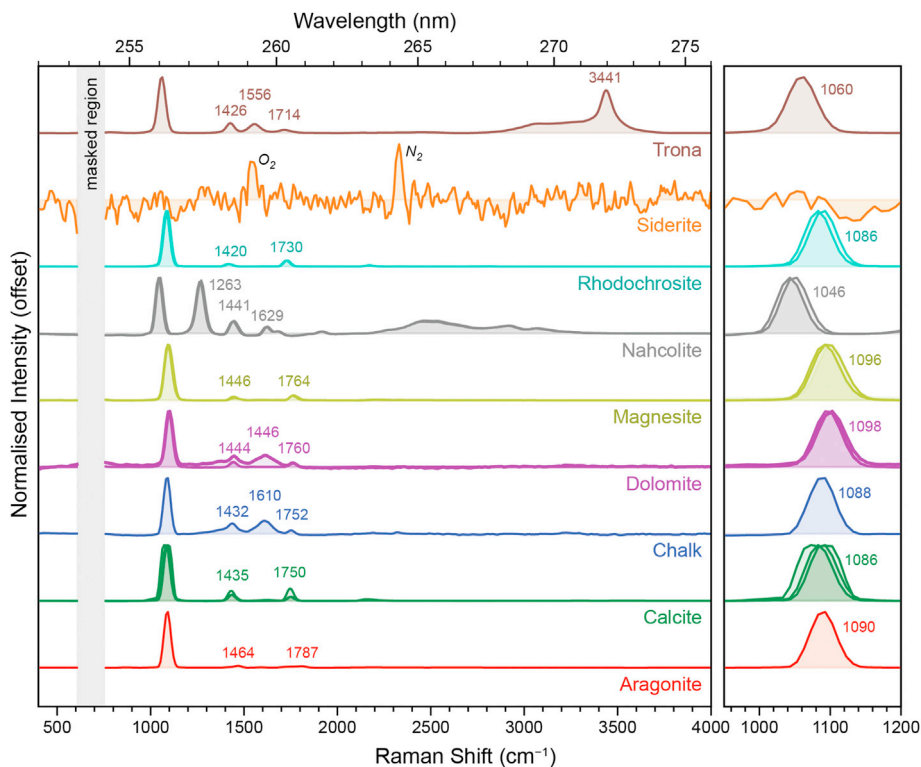 Wavelength (nm)
255 260 265 270 275
masked region
1426
1556
1714
3441
1060
Trona
O2
N2
Siderite
1420
1730
1086
Rhodochrosite
1263
1441
1629
1046
Nahcolite
1446
1764
1096
Magnesite
1444
1446
1760
1098
Dolomite
1432
1610
1752
1088
Chalk
1435
1750
1086
Calcite
1464
1787
1090
Aragonite
Normalised Intensity (offset)
500 1000 1500 2000 2500 3000 3500 4000
1000 1100 1200
Raman Shift (cm⁻¹)